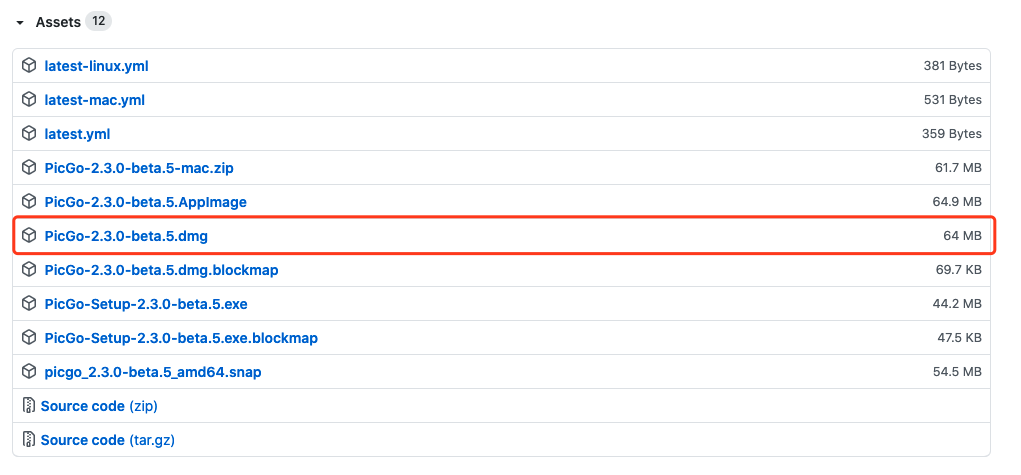 Assets 12
latest-linux.yml 381 Bytes
latest-mac.yml 531 Bytes
latest.yml 359 Bytes
PicGo-2.3.0-beta.5-mac.zip 61.7 MB
PicGo-2.3.0-beta.5.AppImage 64.9 MB
PicGo-2.3.0-beta.5.dmg 64 MB
PicGo-2.3.0-beta.5.dmg.blockmap 69.7 KB
PicGo-Setup-2.3.0-beta.5.exe 44.2 MB
PicGo-Setup-2.3.0-beta.5.exe.blockmap 47.5 KB
picgo_2.3.0-beta.5_amd64.snap 54.5 MB
Source code (zip)
Source code (tar.gz)